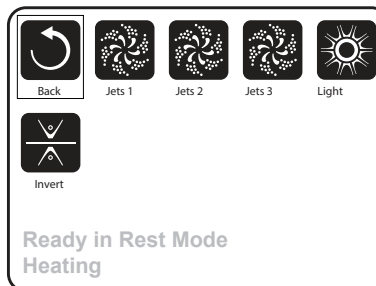 Back Jets 1 Jets 2 Jets 3 Light
Invert
Ready in Rest Mode
Heating